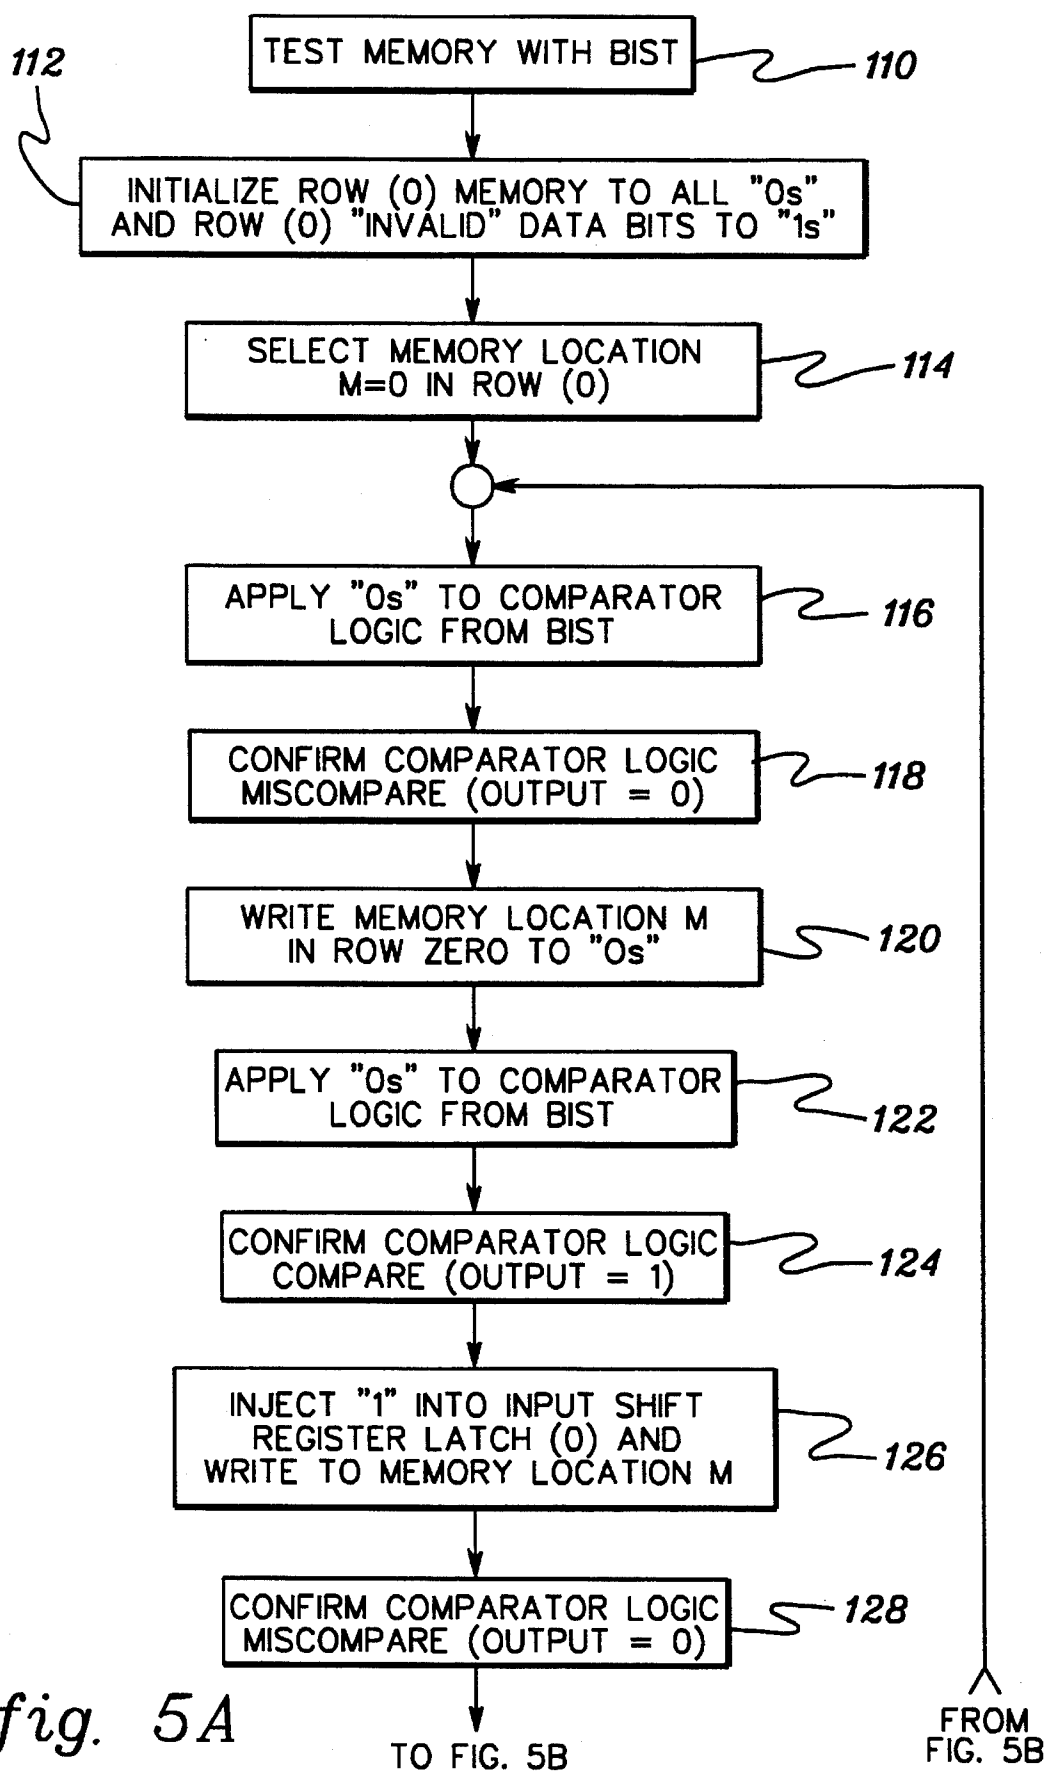 TEST MEMORY WITH BIST
110
112
INITIALIZE ROW (0) MEMORY TO ALL "0s"
AND ROW (0) "INVALID" DATA BITS TO "1s"
SELECT MEMORY LOCATION
M=0 IN ROW (0)
114
APPLY "0s" TO COMPARATOR
LOGIC FROM BIST
116
CONFIRM COMPARATOR LOGIC
MISCOMPARE (OUTPUT = 0)
118
WRITE MEMORY LOCATION M
IN ROW ZERO TO "0s"
120
APPLY "0s" TO COMPARATOR
LOGIC FROM BIST
122
CONFIRM COMPARATOR LOGIC
COMPARE (OUTPUT = 1)
124
INJECT "1" INTO INPUT SHIFT
REGISTER LATCH (0) AND
WRITE TO MEMORY LOCATION M
126
CONFIRM COMPARATOR LOGIC
MISCOMPARE (OUTPUT = 0)
128
fig. 5A
TO FIG. 5B
FROM
FIG. 5B